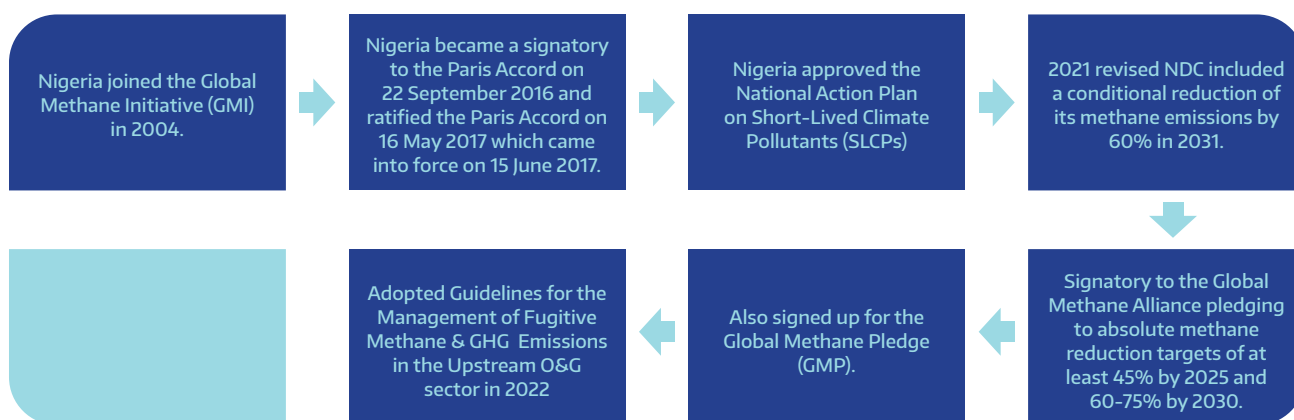 Nigeria joined the Global
Methane Initiative (GMI)
in 2004.
Nigeria became a signatory
to the Paris Accord on
22 September 2016 and
ratified the Paris Accord on
16 May 2017 which came
into force on 15 June 2017.
Nigeria approved the
National Action Plan
on Short-Lived Climate
Pollutants (SLCPs)
2021 revised NDC included
a conditional reduction of
its methane emissions by
60% in 2031.
Signatory to the Global
Methane Alliance pledging
to absolute methane
reduction targets of at
least 45% by 2025 and
60-75% by 2030.
Also signed up for the
Global Methane Pledge
(GMP).
Adopted Guidelines for the
Management of Fugitive
Methane & GHG Emissions
in the Upstream O&G
sector in 2022